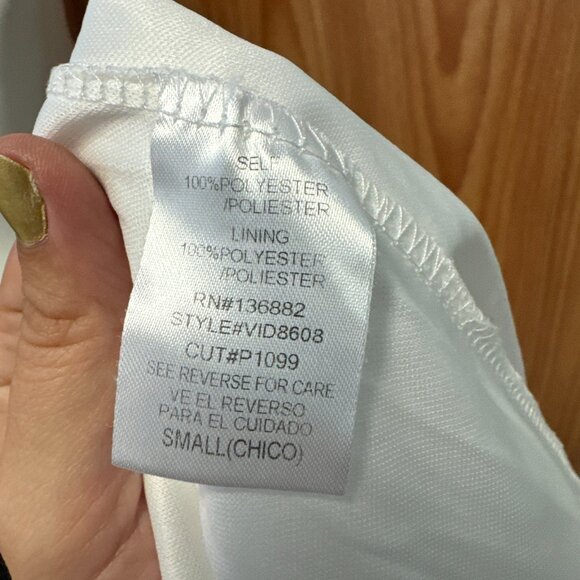 SELF
100%POLYESTER
/POLIESTER
LINING
100%POLYESTER
/POLIESTER
RN#136882
STYLE#VID8608
CUT#P1099
SEE REVERSE FOR CARE
VE EL REVERSO
PARA EL CUIDADO
SMALL(CHICO)